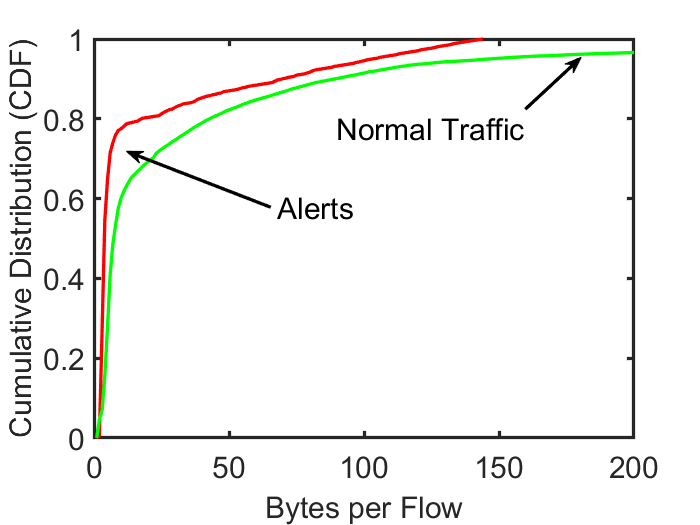 Cumulative Distribution (CDF)
1
0.8
0.6
0.4
0.2
0
Normal Traffic
Alerts
0 50 100 150 200
Bytes per Flow